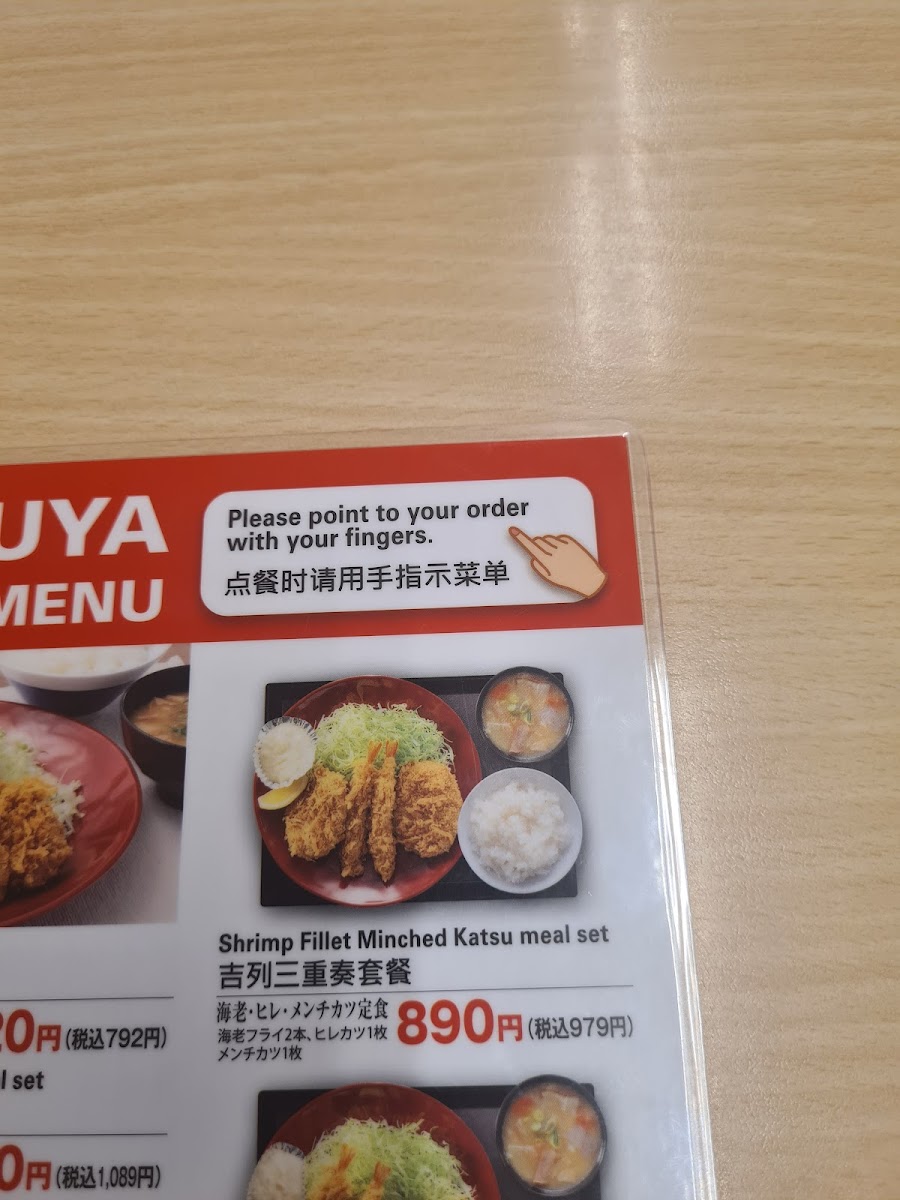 UYA
MENU
Please point to your order
with your fingers.
点餐时请用手指示菜单
Shrimp Fillet Minched Katsu meal set
吉列三重奏套餐
海老・ヒレ・メンチカツ定食
海老フライ2本、ヒレカツ1枚
メンチカツ1枚
890円(税込979円)
20円(税込792円)
l set
0円(税込1,089円)